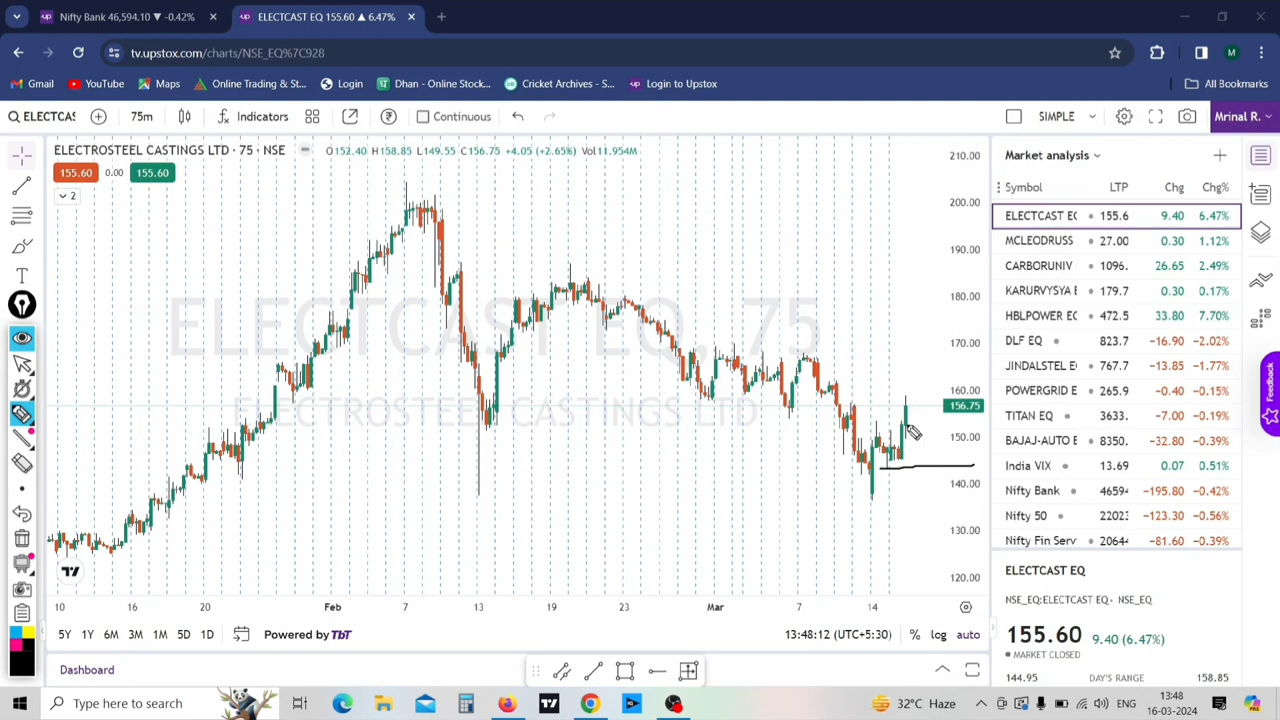 Nifty Bank 46,594.10 ▼ -0.42%
ELECTCAST EQ 155.60 ▲ 6.47%
tv.upstox.com/charts/NSE_EQ%7C928
Gmail YouTube Maps Online Trading & St... Login Dhan - Online Stock... Cricket Archives - S... Login to Upstox All Bookmarks
ELECTCAS 75m Indicators Continuous SIMPLE Mrinal R.
ELECTROSTEEL CASTINGS LTD · 75 · NSE O152.40 H158.85 L149.55 C156.75 +4.05 (+2.65%) Vol11.954M
155.60 0.00 155.60
2
ELECTCAST EQ, 75
ELECTROSTEEL CASTINGS LTD
210.00
200.00
190.00
180.00
170.00
160.00
156.75
150.00
140.00
130.00
120.00
10 16 20 Feb 7 13 19 23 Mar 7 14
5Y 1Y 6M 3M 1M 5D 1D Powered by TbT 13:48:12 (UTC+5:30) % log auto
Dashboard
Market analysis
Symbol LTP Chg Chg%
ELECTCAST EQ 155.6 9.40 6.47%
MCLEODRUSS 27.00 0.30 1.12%
CARBORUNIV 1096. 26.65 2.49%
KARURVYSYA E 179.7 0.30 0.17%
HBLPOWER EQ 472.5 33.80 7.70%
DLF EQ 823.7 -16.90 -2.02%
JINDALSTEL E 767.7 -13.85 -1.77%
POWERGRID E 265.9 -0.40 -0.15%
TITAN EQ 3633. -7.00 -0.19%
BAJAJ-AUTO E 8350. -32.80 -0.39%
India VIX 13.69 0.07 0.51%
Nifty Bank 4659 -195.80 -0.42%
Nifty 50 22023 -123.30 -0.56%
Nifty Fin Serv 20644 -81.60 -0.39%
ELECTCAST EQ
NSE_EQ:ELECTCAST EQ • NSE_EQ
155.60 9.40 (6.47%)
MARKET CLOSED
144.95 DAY'S RANGE 158.85
Feedback
Type here to search
32°C Haze ENG 13:48
16-03-2024